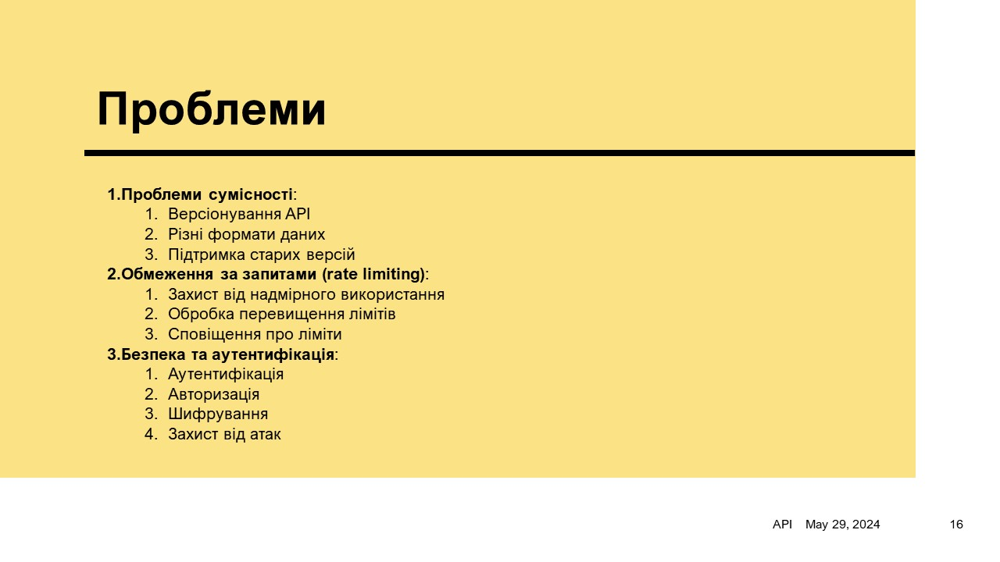 Проблеми
1.Проблеми сумісності:
1. Версіонування API
2. Різні формати даних
3. Підтримка старих версій
2.Обмеження за запитами (rate limiting):
1. Захист від надмірного використання
2. Обробка перевищення лімітів
3. Сповіщення про ліміти
3.Безпека та аутентифікація:
1. Аутентифікація
2. Авторизація
3. Шифрування
4. Захист від атак
API May 29, 2024 16